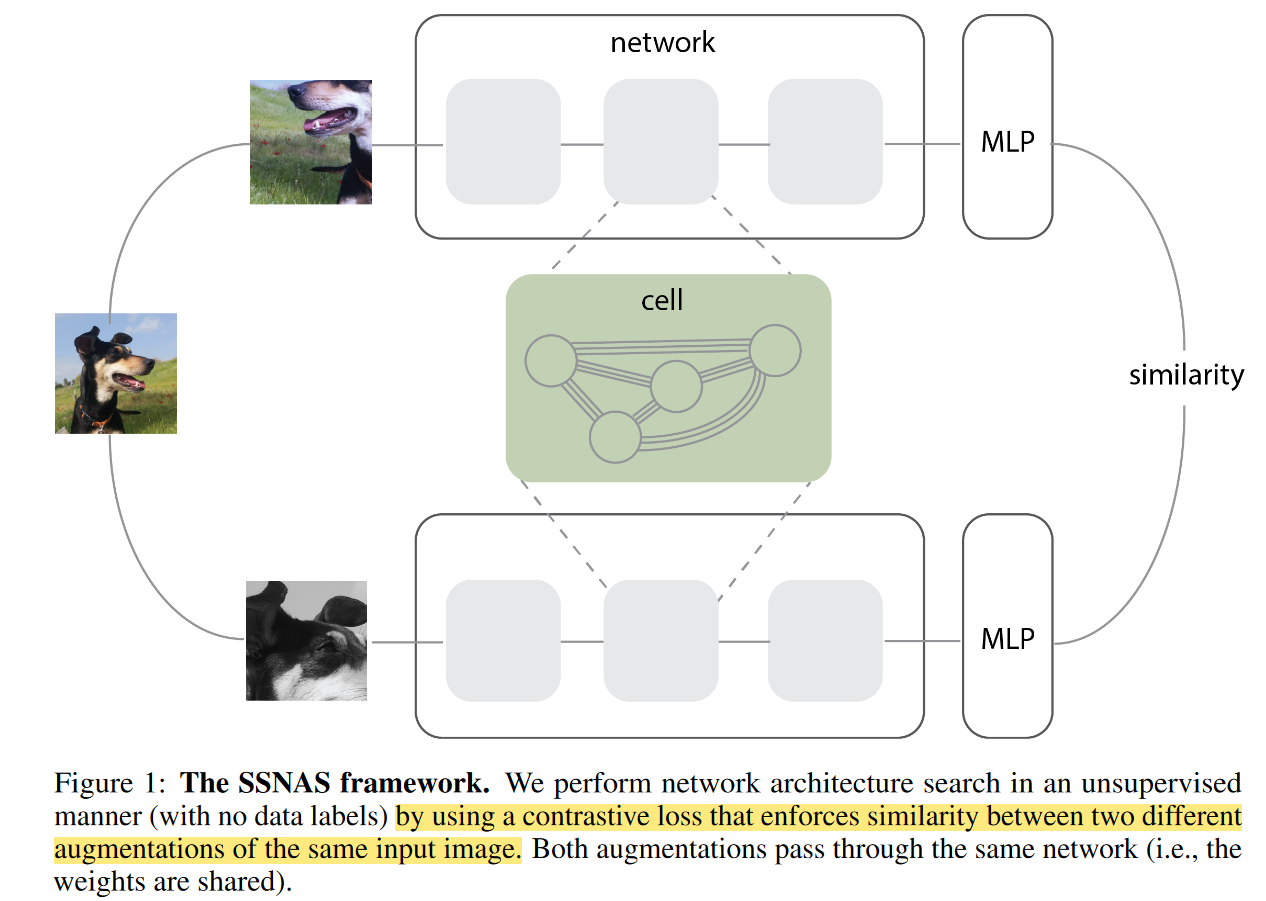 network
MLP
cell
similarity
MLP
Figure 1: The SSNAS framework. We perform network architecture search in an unsupervised
manner (with no data labels) by using a contrastive loss that enforces similarity between two different
augmentations of the same input image. Both augmentations pass through the same network (i.e., the
weights are shared).